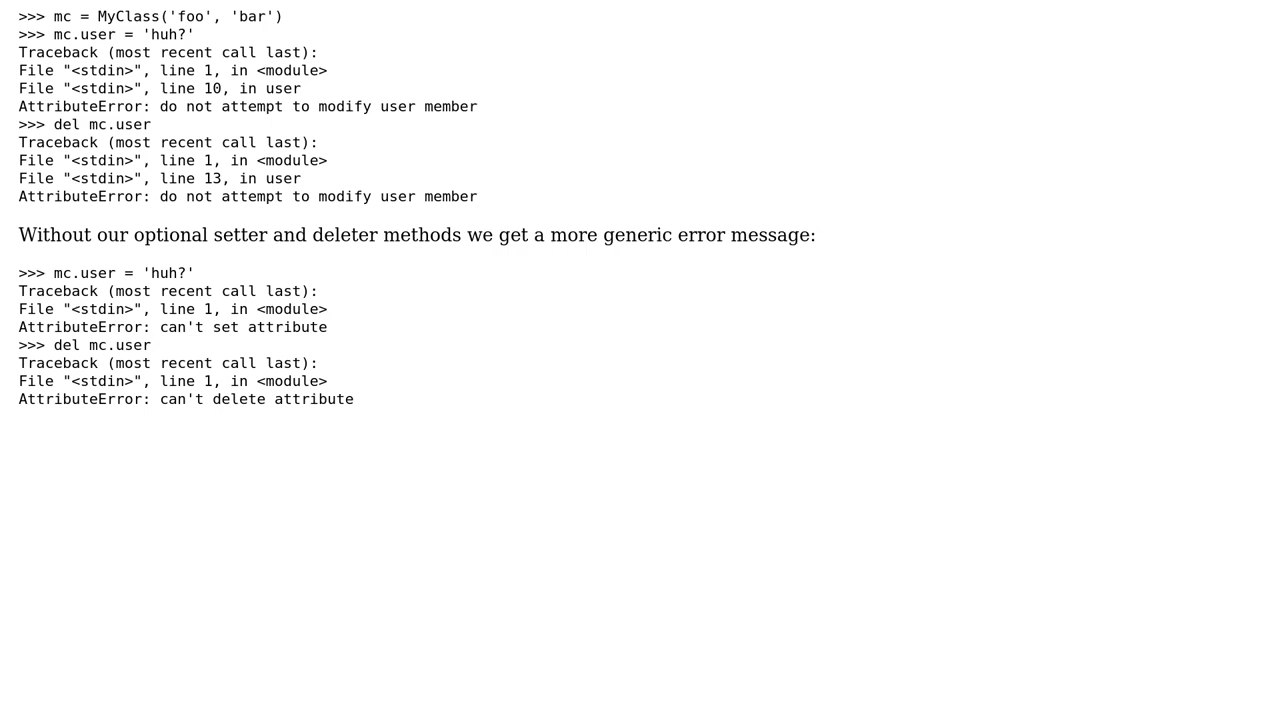 >>> mc = MyClass('foo', 'bar')
>>> mc.user = 'huh?'
Traceback (most recent call last):
File "<stdin>", line 1, in <module>
File "<stdin>", line 10, in user
AttributeError: do not attempt to modify user member
>>> del mc.user
Traceback (most recent call last):
File "<stdin>", line 1, in <module>
File "<stdin>", line 13, in user
AttributeError: do not attempt to modify user member
Without our optional setter and deleter methods we get a more generic error message:
>>> mc.user = 'huh?'
Traceback (most recent call last):
File "<stdin>", line 1, in <module>
AttributeError: can't set attribute
>>> del mc.user
Traceback (most recent call last):
File "<stdin>", line 1, in <module>
AttributeError: can't delete attribute